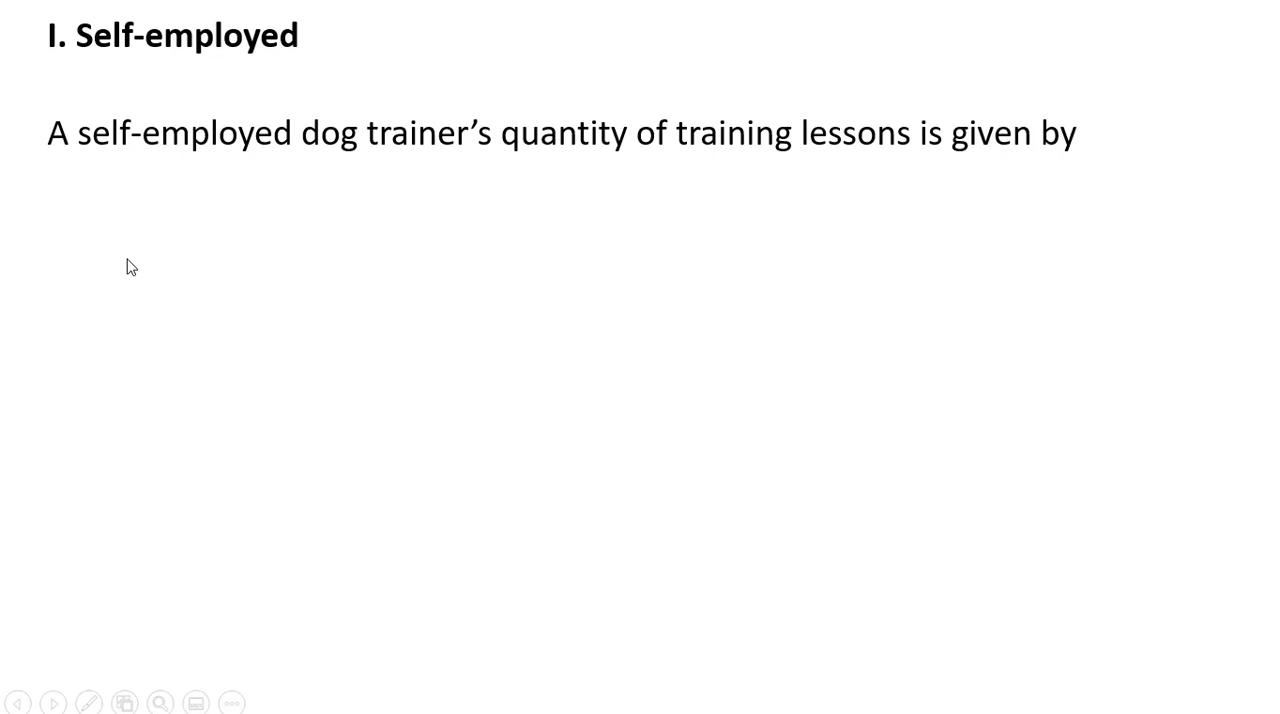 I. Self-employed
A self-employed dog trainer’s quantity of training lessons is given by